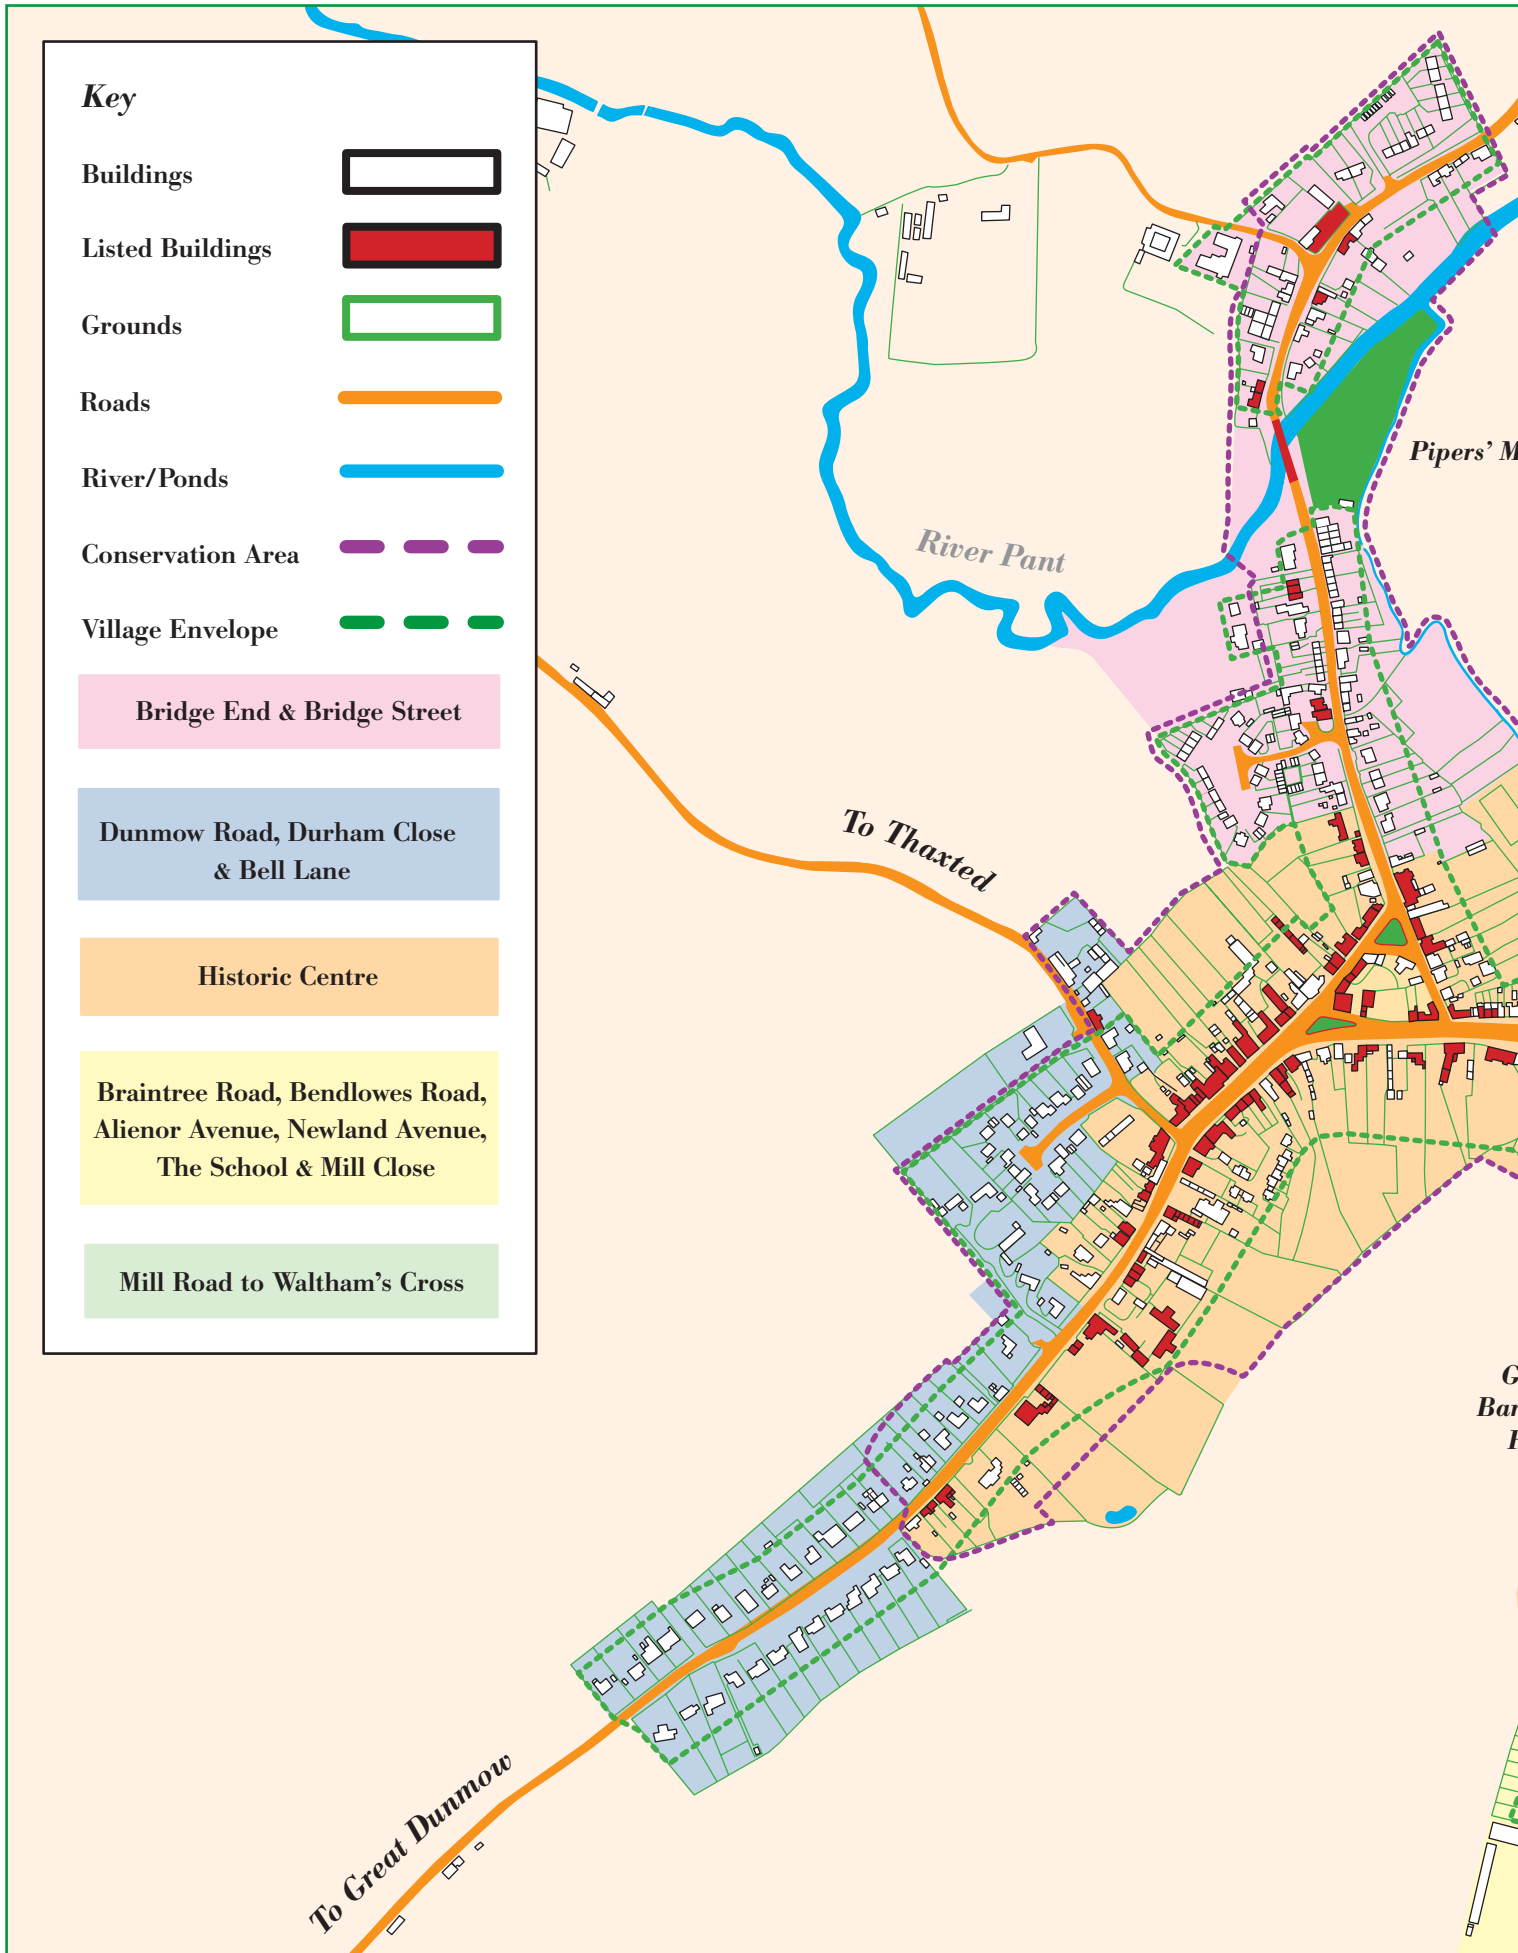 Key
Buildings
Listed Buildings
Grounds
Roads
River/Ponds
Conservation Area
Village Envelope
Bridge End & Bridge Street
Dunmow Road, Durham Close
& Bell Lane
Historic Centre
Braintree Road, Bendlowes Road,
Alienor Avenue, Newland Avenue,
The School & Mill Close
Mill Road to Waltham’s Cross
Pipers’ M
River Pant
To Thaxted
G
Bar
To Great Dunmow